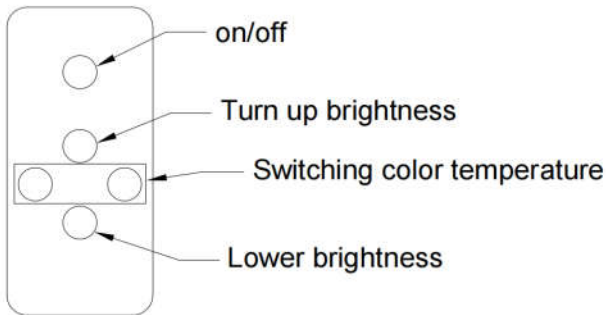 on/off
Turn up brightness
Switching color temperature
Lower brightness